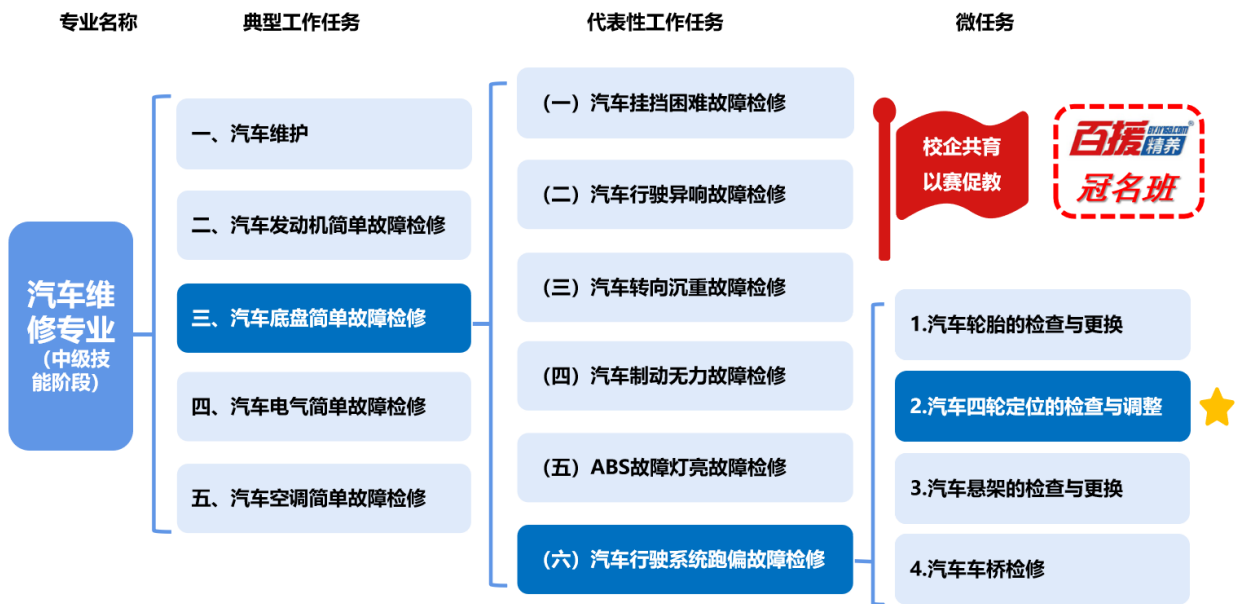 专业名称
典型工作任务
代表性工作任务
微任务
汽车维
修专业
（中级技
能阶段）
一、汽车维护
二、汽车发动机简单故障检修
三、汽车底盘简单故障检修
四、汽车电气简单故障检修
五、汽车空调简单故障检修
（一）汽车挂挡困难故障检修
（二）汽车行驶异响故障检修
（三）汽车转向沉重故障检修
（四）汽车制动无力故障检修
（五）ABS故障灯亮故障检修
（六）汽车行驶系统跑偏故障检修
校企共育
以赛促教
百援
精养
®
冠名班
1.汽车轮胎的检查与更换
2.汽车四轮定位的检查与调整
3.汽车悬架的检查与更换
4.汽车车桥检修